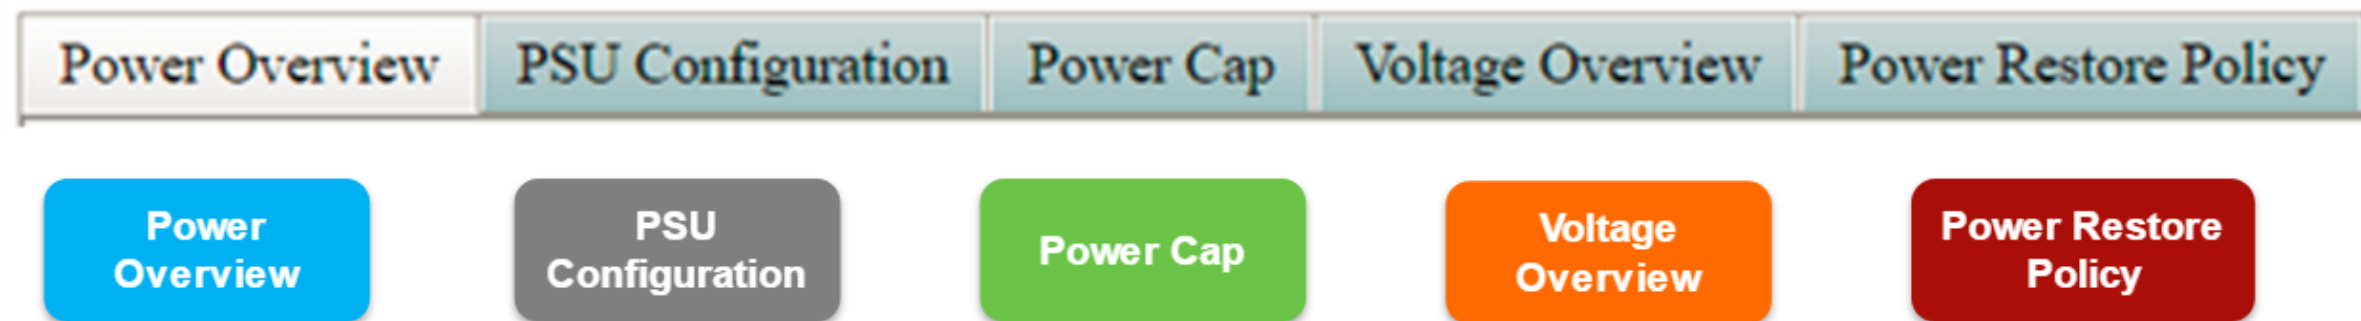 Power Overview PSU Configuration Power Cap Voltage Overview Power Restore Policy
Power
Overview
PSU
Configuration
Power Cap
Voltage
Overview
Power Restore
Policy